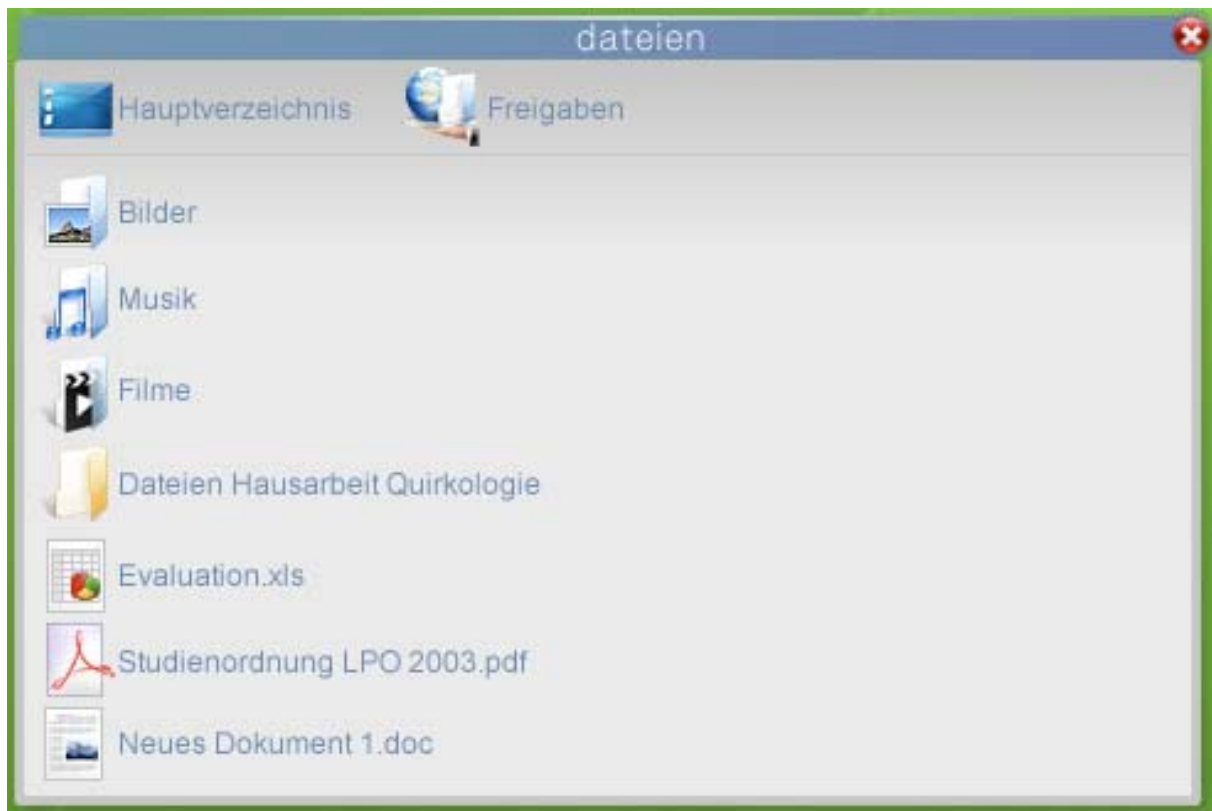 dateien
Hauptverzeichnis Freigaben
Bilder
Musik
Filme
Dateien Hausarbeit Quirkologie
Evaluation.xls
Studienordnung LPO 2003.pdf
Neues Dokument 1.doc